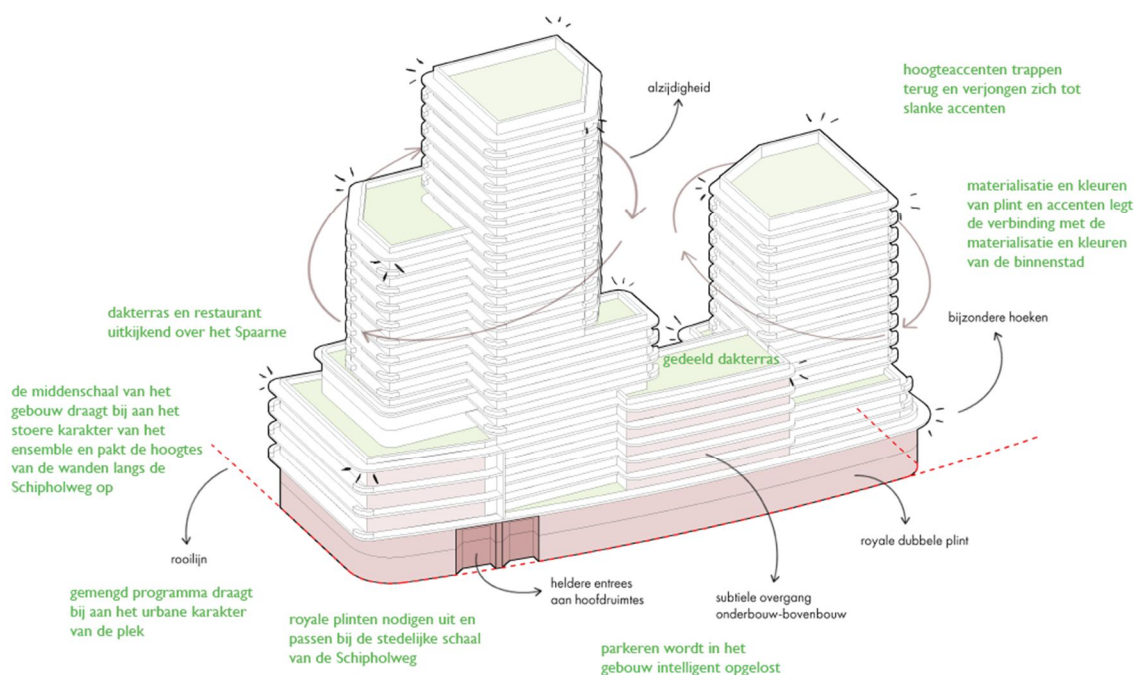 alzijdigheid
hoogteaccenten trappen
terug en verjongen zich tot
slanke accenten
materialisatie en kleuren
van plint en accenten legt
de verbinding met de
materialisatie en kleuren
van de binnenstad
dakterras en restaurant
uitkijkend over het Spaarne
bijzondere hoeken
gedeeld dakterras
de middenschaal van het
gebouw draagt bij aan het
stoere karakter van het
ensemble en pakt de hoogtes
van de wanden langs de
Schipholweg op
rooilijn
royale dubbele plint
heldere entrees
aan hoofdruimtes
subtiele overgang
onderbouw-bovenbouw
gemengd programma draagt
bij aan het urbane karakter
van de plek
royale plinten nodigen uit en
passen bij de stedelijke schaal
van de Schipholweg
parkeren wordt in het
gebouw intelligent opgelost